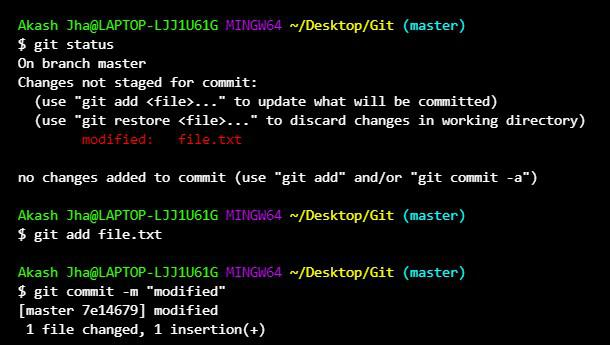 Akash Jha@LAPTOP-LJJ1U61G MINGW64 ~/Desktop/Git (master)
$ git status
On branch master
Changes not staged for commit:
  (use "git add <file>..." to update what will be committed)
  (use "git restore <file>..." to discard changes in working directory)
        modified:   file.txt

no changes added to commit (use "git add" and/or "git commit -a")

Akash Jha@LAPTOP-LJJ1U61G MINGW64 ~/Desktop/Git (master)
$ git add file.txt

Akash Jha@LAPTOP-LJJ1U61G MINGW64 ~/Desktop/Git (master)
$ git commit -m "modified"
[master 7e14679] modified
 1 file changed, 1 insertion(+)